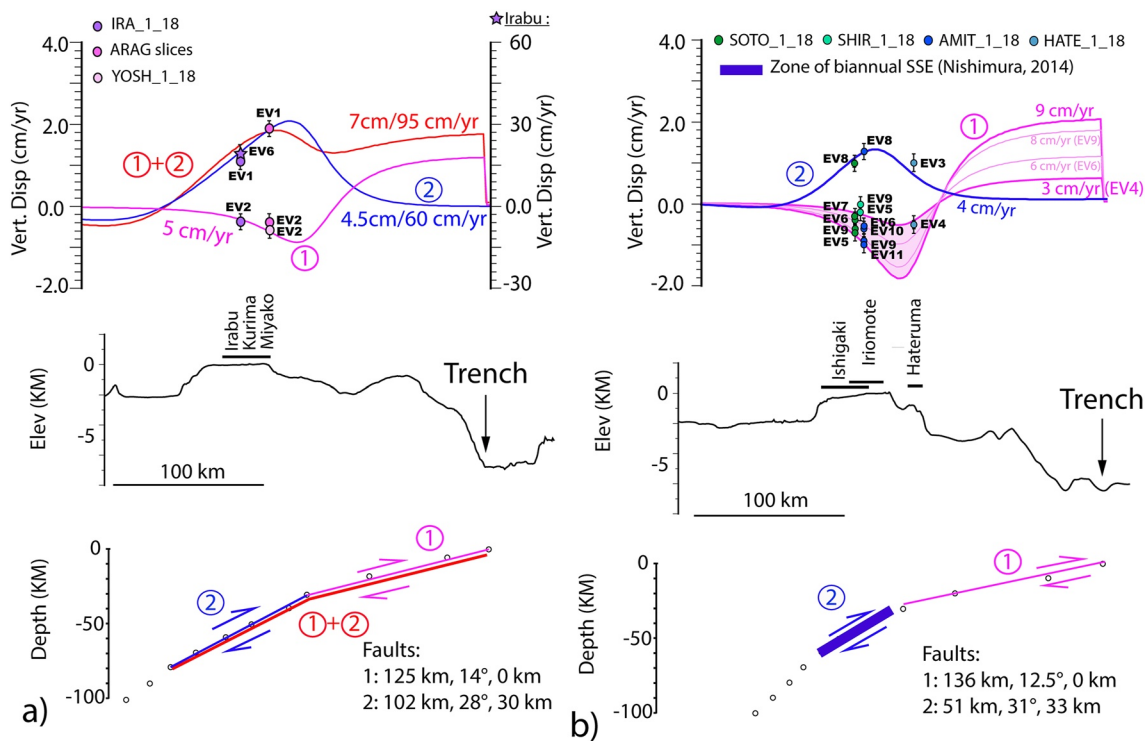 IRA_1_18
ARAG slices
YOSH_1_18
Irabu :
4.0
2.0
0.0
-2.0
Vert. Disp (cm/yr)
60
30
0.0
-30
Vert. Disp (cm/yr)
EV1
EV6
EV1
EV2
EV2
EV2
1+2
7cm/95 cm/yr
2
4.5cm/60 cm/yr
5 cm/yr
1
Irabu
Kurima
Miyako
0
-5
Elev (KM)
Trench
100 km
0
-50
-100
Depth (KM)
1
2
1+2
Faults:
1: 125 km, 14°, 0 km
2: 102 km, 28°, 30 km
a)
SOTO_1_18 SHIR_1_18 AMIT_1_18 HATE_1_18
Zone of biannual SSE (Nishimura, 2014)
4.0
2.0
0.0
-2.0
Vert. Disp (cm/yr)
9 cm/yr
1
8 cm/yr (EV9)
6 cm/yr (EV6)
3 cm/yr (EV4)
4 cm/yr
2
EV8
EV8
EV3
EV7
EV9
EV5
EV6
EV6
EV10
EV4
EV9
EV5
EV9
EV11
Ishigaki
Iriomote
Hateruma
0
-5
Elev (KM)
Trench
100 km
0
-50
-100
Depth (KM)
1
2
Faults:
1: 136 km, 12.5°, 0 km
2: 51 km, 31°, 33 km
b)